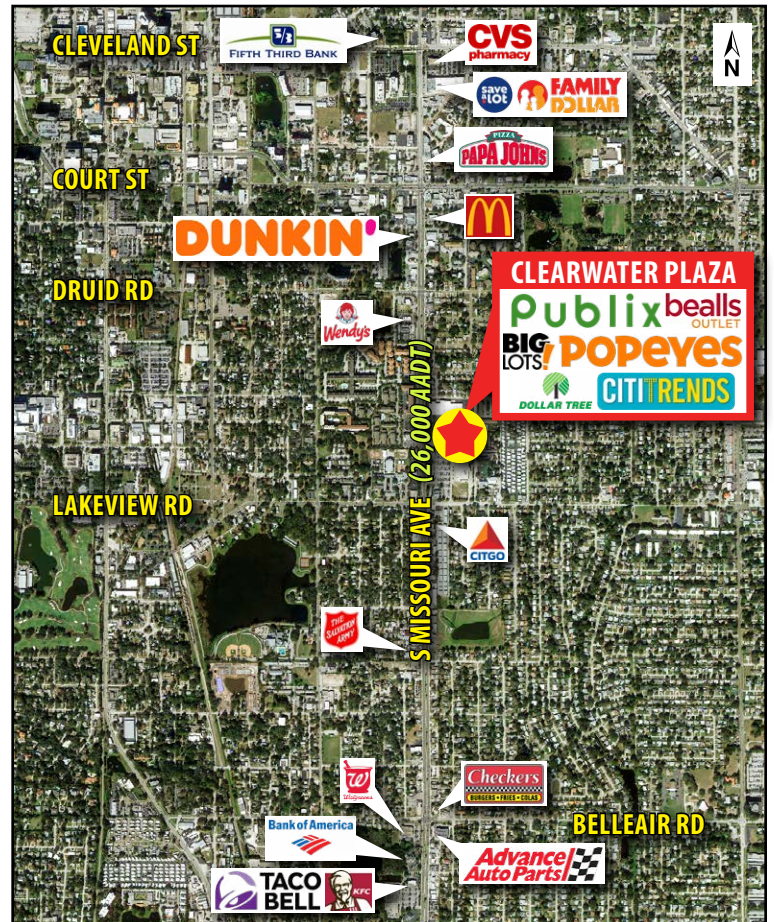 CLEVELAND ST
5/3
FIFTH THIRD BANK
CVS
pharmacy
N
save
a
lot
FAMILY
DOLLAR
PIZZA
PAPA JOHNS
COURT ST
DUNKIN'
DRUID RD
Wendy's
CLEARWATER PLAZA
Publix
bealls
OUTLET
BIG
LOTS!
POPEYES
DOLLAR TREE
CITITRENDS
S MISSOURI AVE (26,000 AADT)
LAKEVIEW RD
CITGO
THE
SALVATION
ARMY
W
Walgreens
Checkers
BURGERS • FRIES • COLAS
BELLEAIR RD
Bank of America
Advance
Auto Parts
TACO
BELL
KFC